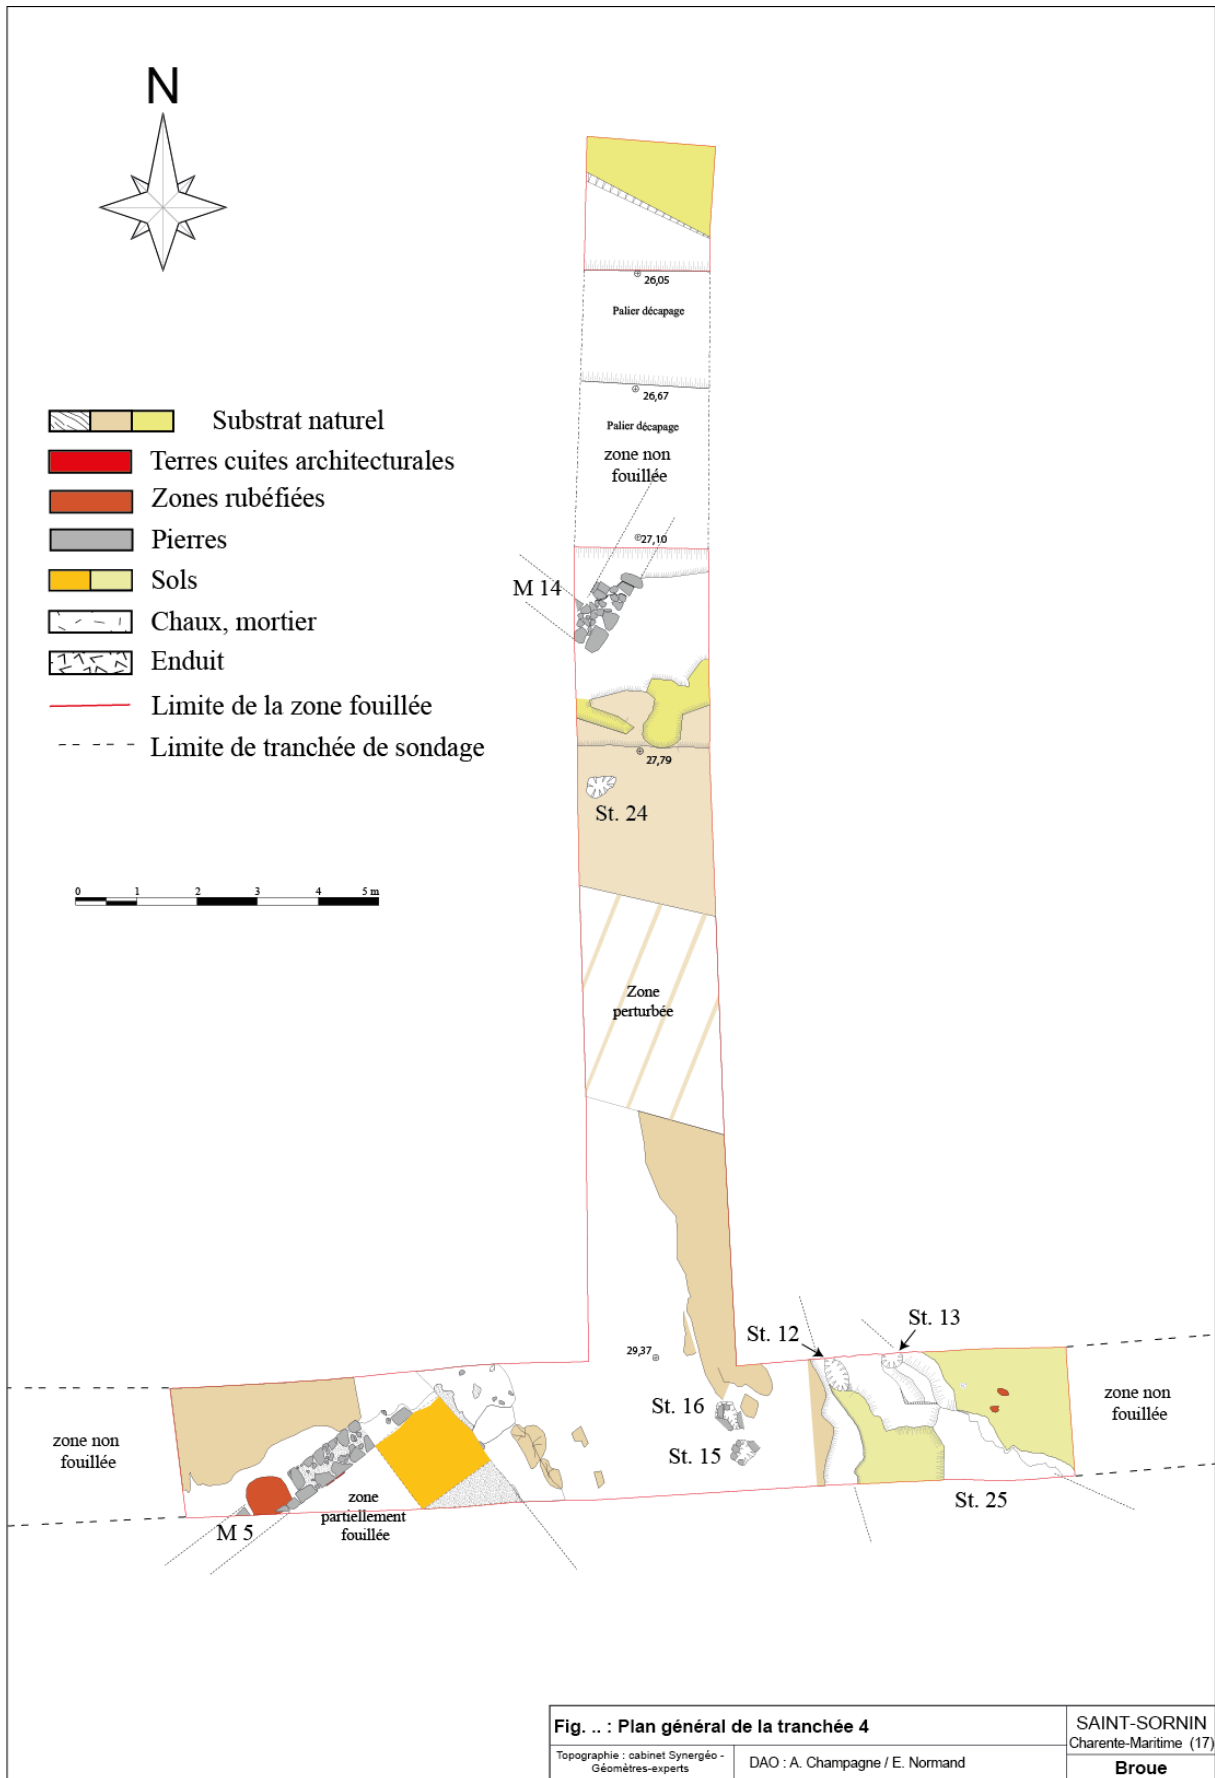 N
26,05
Palier décapage
26,67
Palier décapage
zone non
fouillée
27,10
M 14
27,79
St. 24
Substrat naturel
Terres cuites architecturales
Zones rubéfiées
Pierres
Sols
Chaux, mortier
Enduit
Limite de la zone fouillée
Limite de tranchée de sondage
0 1 2 3 4 5 m
Zone
perturbée
29,37
St. 12
St. 13
St. 16
St. 15
St. 25
zone non
fouillée
zone non
fouillée
zone
partiellement
fouillée
M 5
Fig. .. : Plan général de la tranchée 4
Topographie : cabinet Synergéo -
Géomètres-experts
DAO : A. Champagne / E. Normand
SAINT-SORNIN
Charente-Maritime (17)
Broue